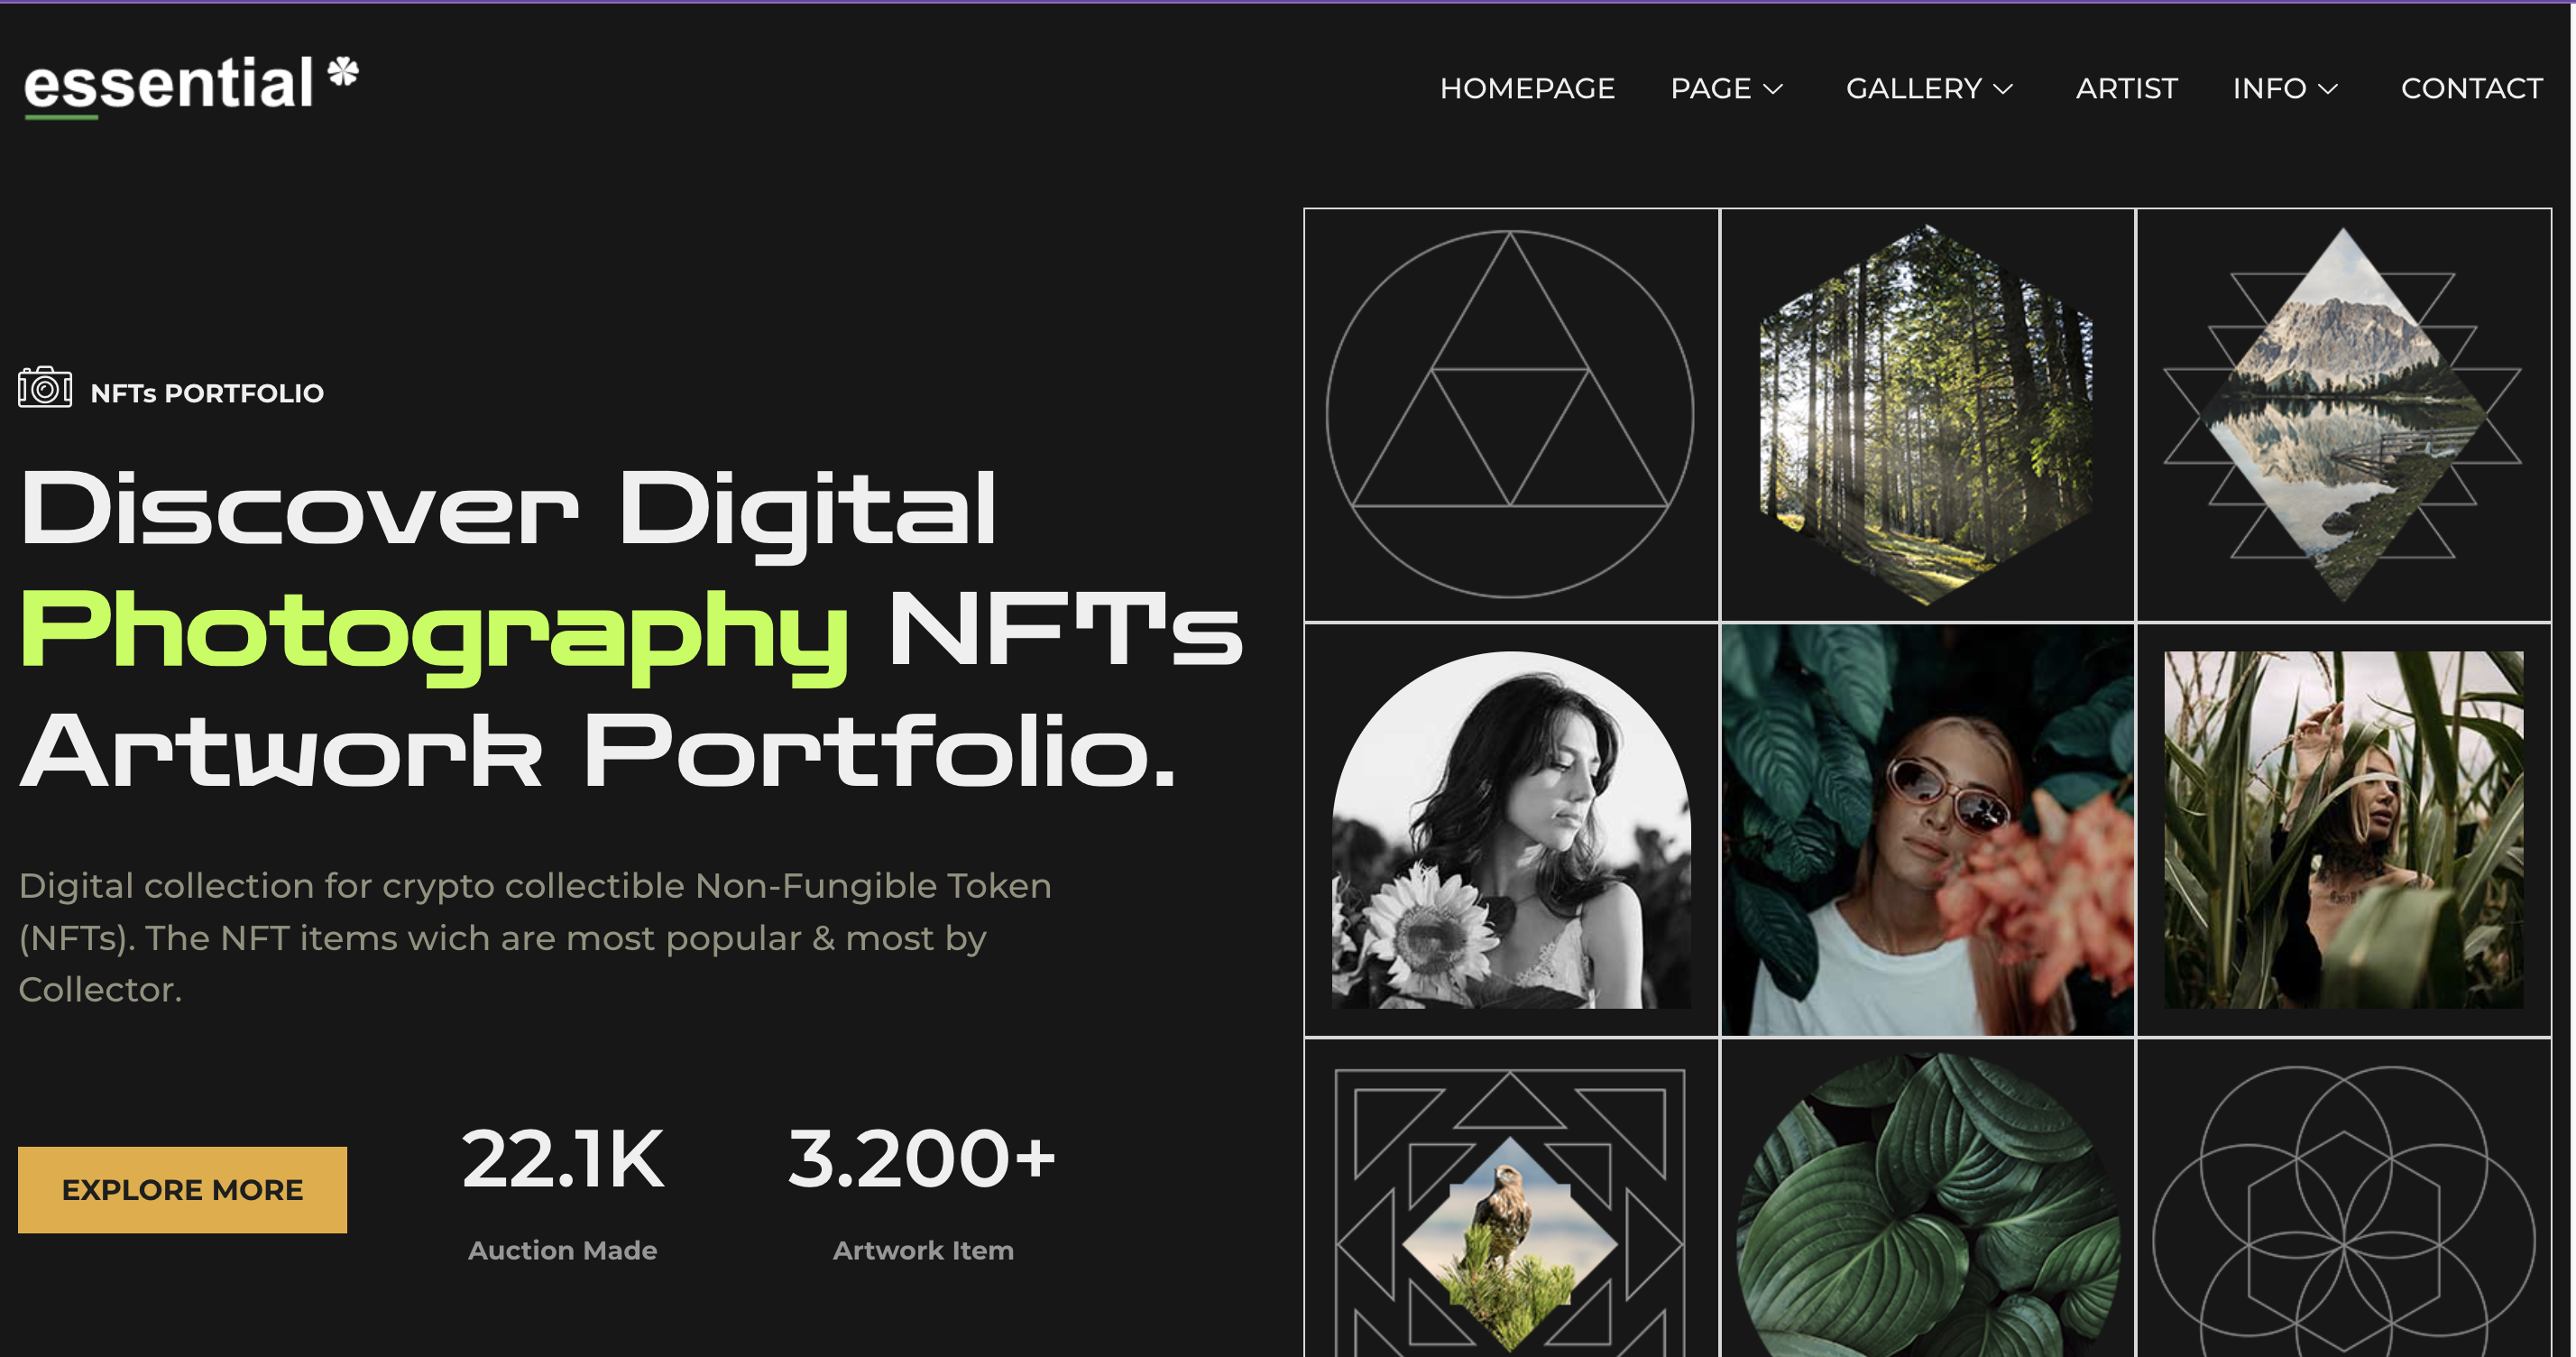 essential
HOMEPAGE PAGE GALLERY ARTIST INFO CONTACT
NFTs PORTFOLIO
Discover Digital
Photography NFTs
Artwork Portfolio.
Digital collection for crypto collectible Non-Fungible Token
(NFTs). The NFT items wich are most popular & most by
Collector.
EXPLORE MORE
22.1K
Auction Made
3.200+
Artwork Item